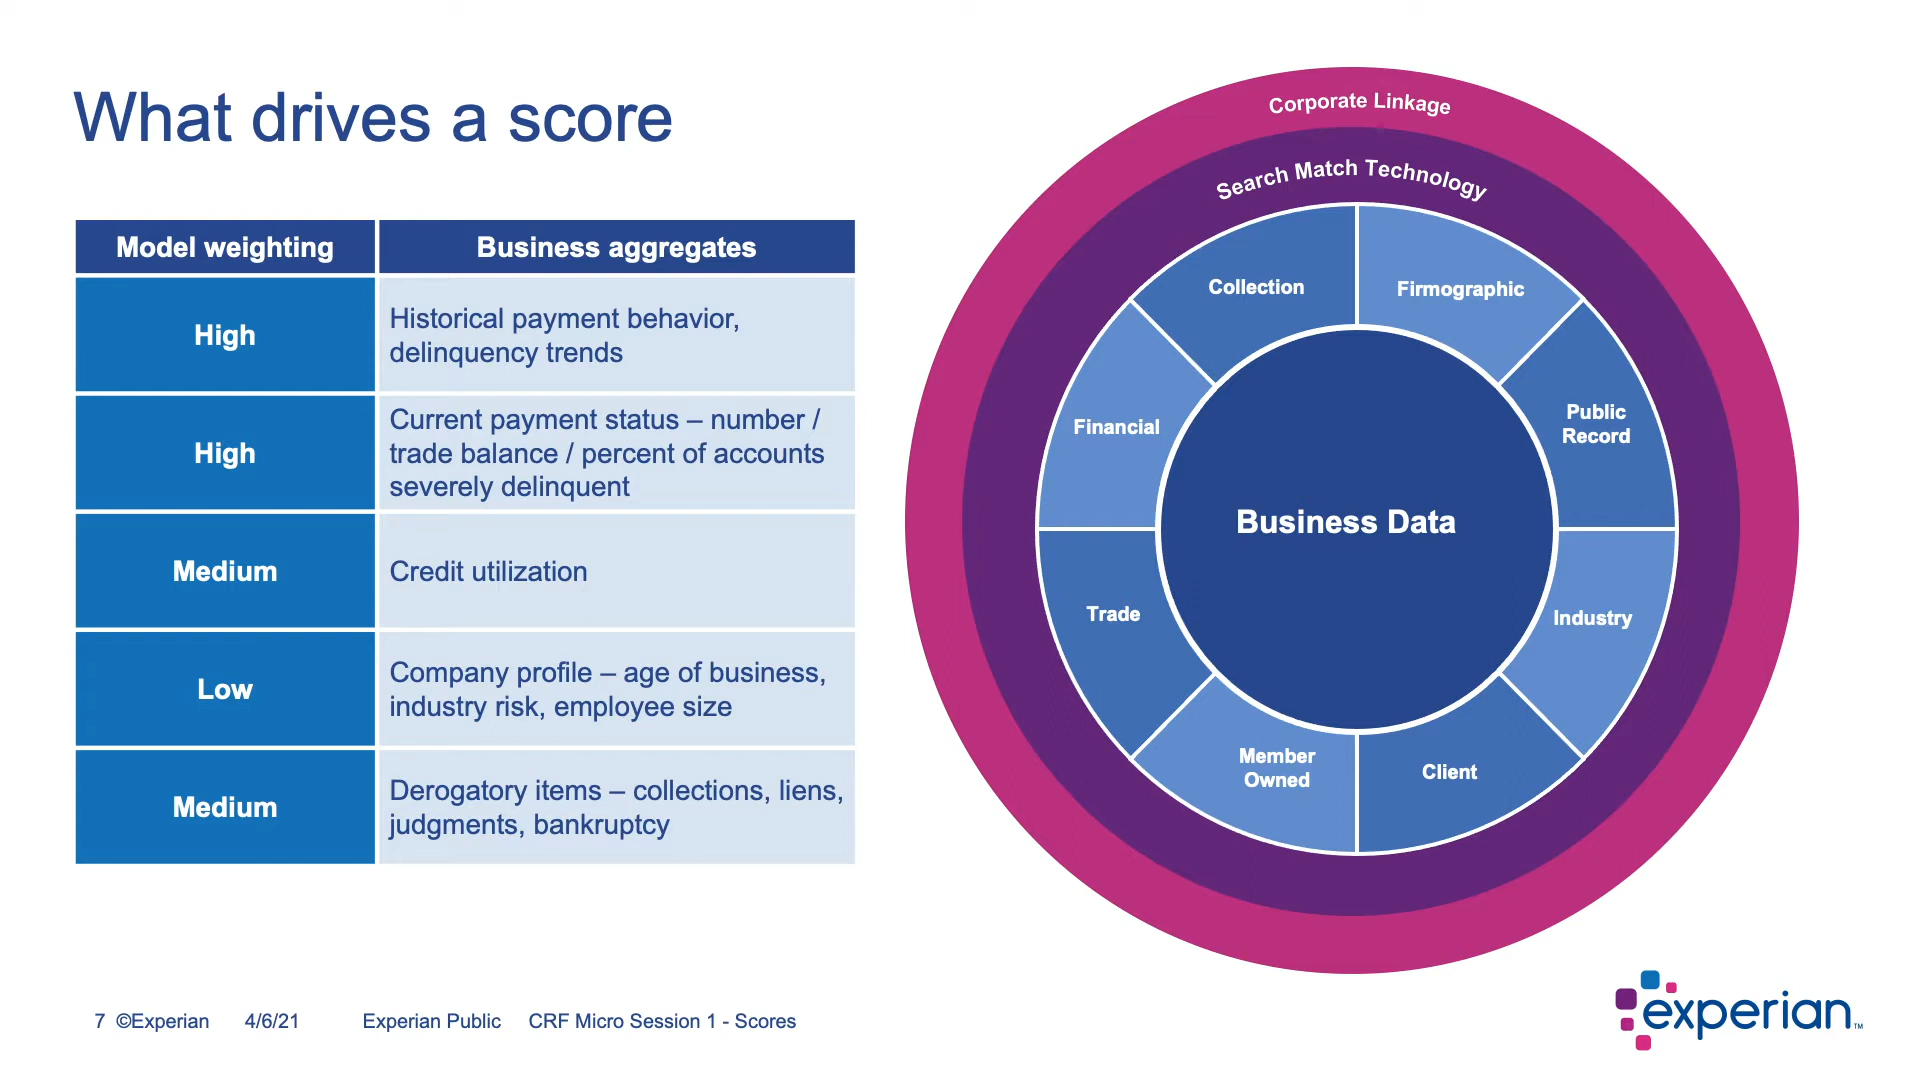 What drives a score
Model weighting
Business aggregates
High
Historical payment behavior,
delinquency trends
High
Current payment status – number /
trade balance / percent of accounts
severely delinquent
Medium
Credit utilization
Low
Company profile – age of business,
industry risk, employee size
Medium
Derogatory items – collections, liens,
judgments, bankruptcy
Corporate Linkage
Search Match Technology
Collection
Firmographic
Financial
Public
Record
Business Data
Trade
Industry
Member
Owned
Client
7 ©Experian 4/6/21 Experian Public CRF Micro Session 1 - Scores
experian™